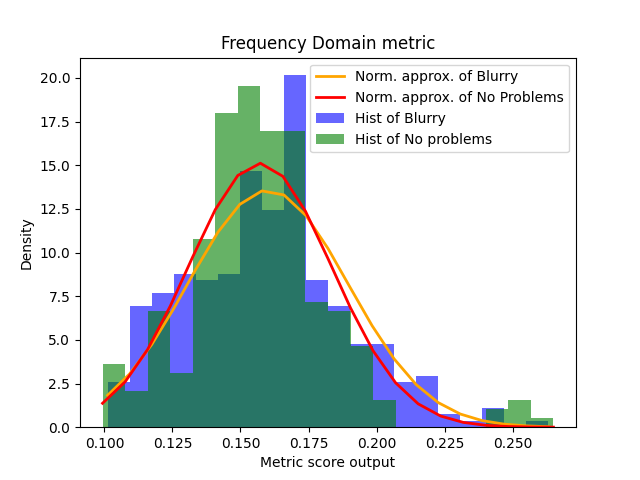 Frequency Domain metric
Norm. approx. of Blurry
Norm. approx. of No Problems
Hist of Blurry
Hist of No problems
Density
20.0
17.5
15.0
12.5
10.0
7.5
5.0
2.5
0.0
0.100 0.125 0.150 0.175 0.200 0.225 0.250
Metric score output